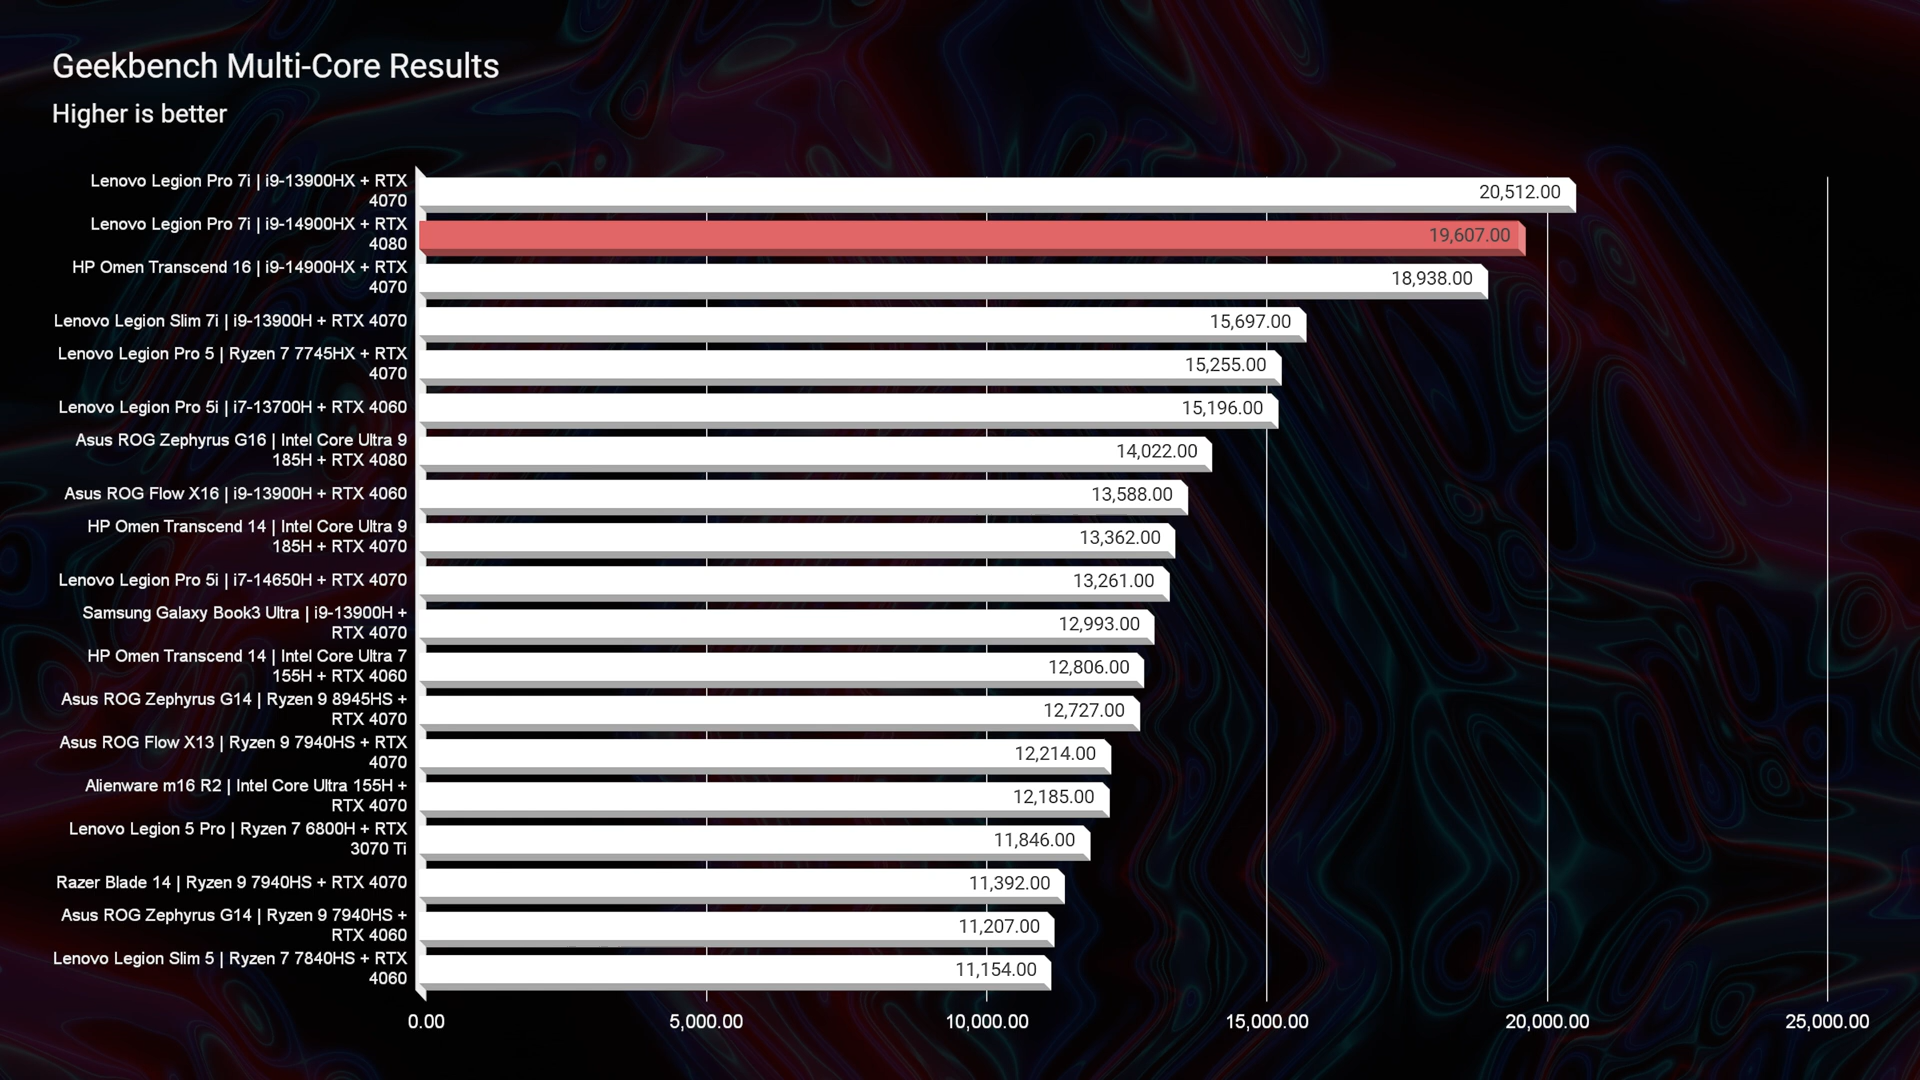 Geekbench Multi-Core Results
Higher is better
Lenovo Legion Pro 7i | i9-13900HX + RTX
4070
20,512.00
Lenovo Legion Pro 7i | i9-14900HX + RTX
4080
19,607.00
HP Omen Transcend 16 | i9-14900HX + RTX
4070
18,938.00
Lenovo Legion Slim 7i | i9-13900H + RTX 4070
15,697.00
Lenovo Legion Pro 5 | Ryzen 7 7745HX + RTX
4070
15,255.00
Lenovo Legion Pro 5i | i7-13700H + RTX 4060
15,196.00
Asus ROG Zephyrus G16 | Intel Core Ultra 9
185H + RTX 4080
14,022.00
Asus ROG Flow X16 | i9-13900H + RTX 4060
13,588.00
HP Omen Transcend 14 | Intel Core Ultra 9
185H + RTX 4070
13,362.00
Lenovo Legion Pro 5i | i7-14650H + RTX 4070
13,261.00
Samsung Galaxy Book3 Ultra | i9-13900H +
RTX 4070
12,993.00
HP Omen Transcend 14 | Intel Core Ultra 7
155H + RTX 4060
12,806.00
Asus ROG Zephyrus G14 | Ryzen 9 8945HS +
RTX 4070
12,727.00
Asus ROG Flow X13 | Ryzen 9 7940HS + RTX
4070
12,214.00
Alienware m16 R2 | Intel Core Ultra 155H +
RTX 4070
12,185.00
Lenovo Legion 5 Pro | Ryzen 7 6800H + RTX
3070 Ti
11,846.00
Razer Blade 14 | Ryzen 9 7940HS + RTX 4070
11,392.00
Asus ROG Zephyrus G14 | Ryzen 9 7940HS +
RTX 4060
11,207.00
Lenovo Legion Slim 5 | Ryzen 7 7840HS + RTX
4060
11,154.00
0.00
5,000.00
10,000.00
15,000.00
20,000.00
25,000.00